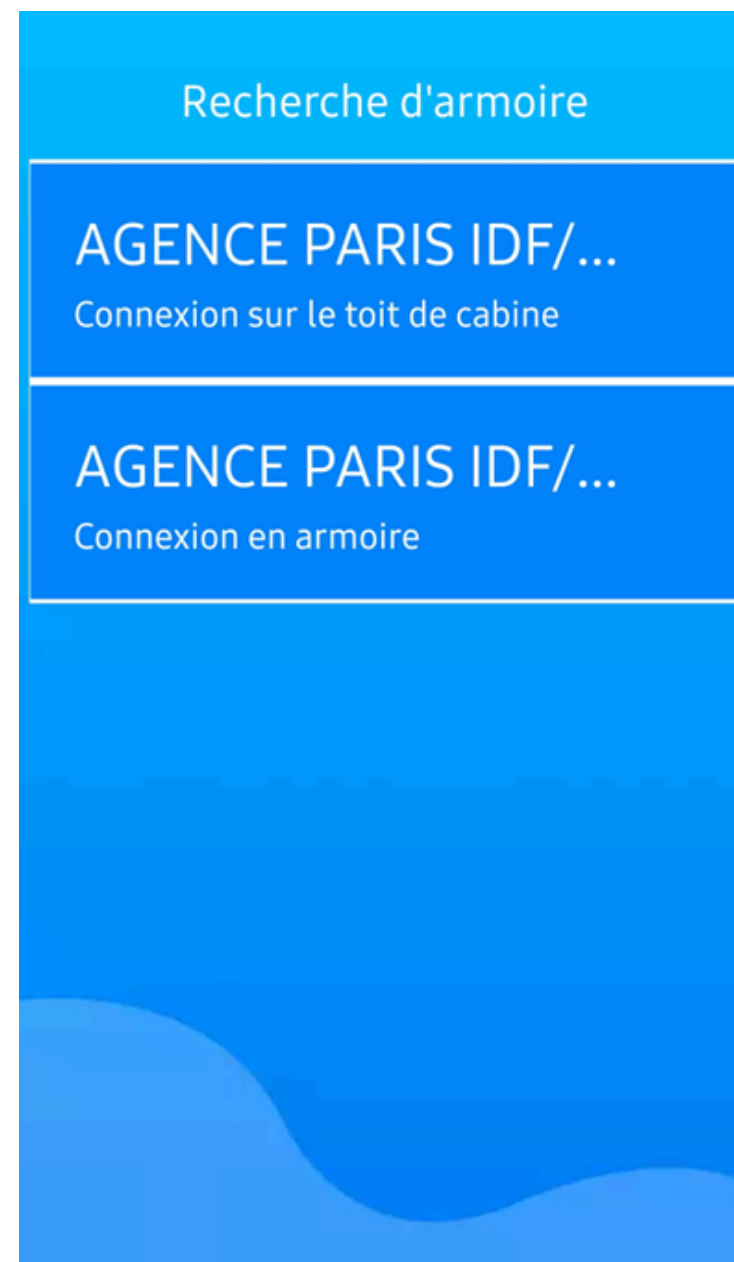 Recherche d'armoire
AGENCE PARIS IDF/...
Connexion sur le toit de cabine
AGENCE PARIS IDF/...
Connexion en armoire